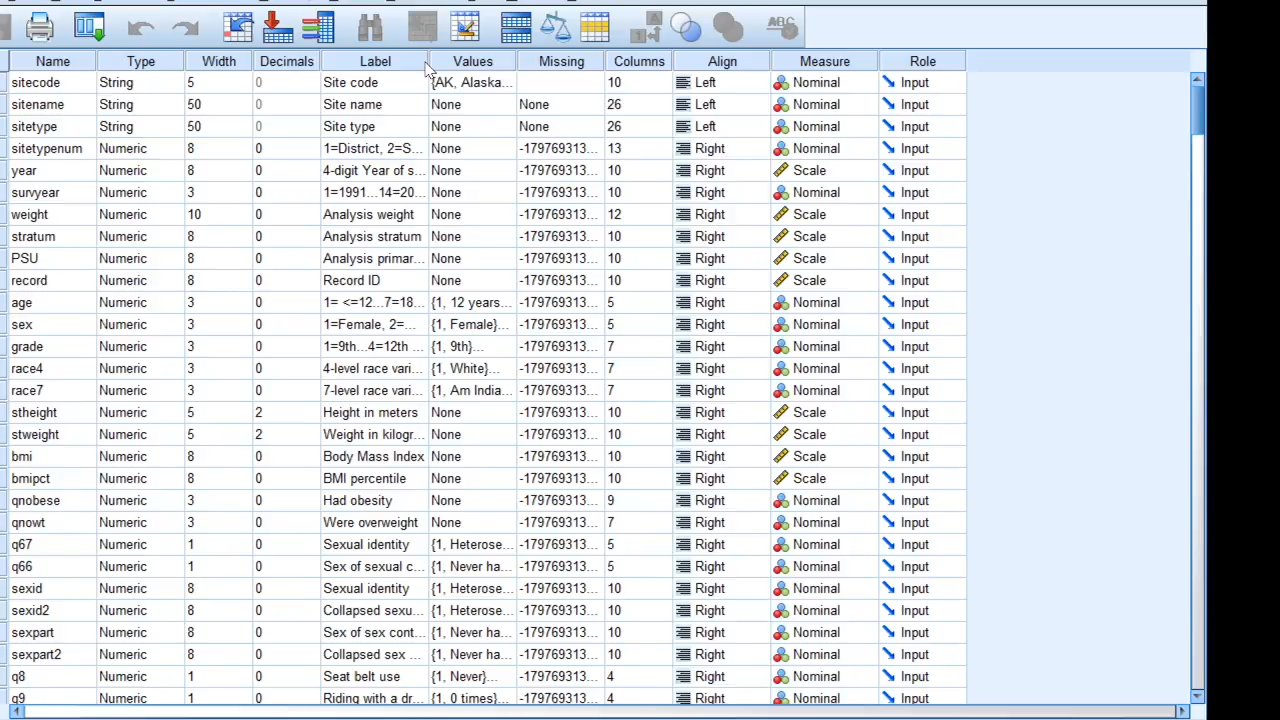 ABC
Name Type Width Decimals Label Values Missing Columns Align Measure Role
sitecode String 5 0 Site code {AK, Alaska... 10 Left Nominal Input
sitename String 50 0 Site name None None 26 Left Nominal Input
sitetype String 50 0 Site type None None 26 Left Nominal Input
sitetypenum Numeric 8 0 1=District, 2=S... None -179769313... 13 Right Nominal Input
year Numeric 8 0 4-digit Year of s... None -179769313... 10 Right Scale Input
survyear Numeric 3 0 1=1991...14=20... None -179769313... 10 Right Nominal Input
weight Numeric 10 0 Analysis weight None -179769313... 12 Right Scale Input
stratum Numeric 8 0 Analysis stratum None -179769313... 10 Right Scale Input
PSU Numeric 8 0 Analysis primar... None -179769313... 10 Right Scale Input
record Numeric 8 0 Record ID None -179769313... 10 Right Scale Input
age Numeric 3 0 1= <=12...7=18... {1, 12 years... -179769313... 5 Right Nominal Input
sex Numeric 3 0 1=Female, 2=... {1, Female}... -179769313... 5 Right Nominal Input
grade Numeric 3 0 1=9th...4=12th ... {1, 9th}... -179769313... 7 Right Nominal Input
race4 Numeric 3 0 4-level race vari... {1, White}... -179769313... 7 Right Nominal Input
race7 Numeric 3 0 7-level race vari... {1, Am India... -179769313... 7 Right Nominal Input
stheight Numeric 5 2 Height in meters None -179769313... 10 Right Scale Input
stweight Numeric 5 2 Weight in kilogr... None -179769313... 10 Right Scale Input
bmi Numeric 8 0 Body Mass Index None -179769313... 10 Right Scale Input
bmipct Numeric 8 0 BMI percentile None -179769313... 10 Right Scale Input
qnobese Numeric 3 0 Had obesity None -179769313... 9 Right Nominal Input
qnowt Numeric 3 0 Were overweight None -179769313... 7 Right Nominal Input
q67 Numeric 1 0 Sexual identity {1, Heterose... -179769313... 5 Right Nominal Input
q66 Numeric 1 0 Sex of sexual c... {1, Never ha... -179769313... 5 Right Nominal Input
sexid Numeric 8 0 Sexual identity {1, Heterose... -179769313... 10 Right Nominal Input
sexid2 Numeric 8 0 Collapsed sexu... {1, Heterose... -179769313... 10 Right Nominal Input
sexpart Numeric 8 0 Sex of sex cont... {1, Never ha... -179769313... 10 Right Nominal Input
sexpart2 Numeric 8 0 Collapsed sex ... {1, Never ha... -179769313... 10 Right Nominal Input
q8 Numeric 1 0 Seat belt use {1, Never}... -179769313... 4 Right Nominal Input
q9 Numeric 1 0 Riding with a dr... {1, 0 times}... -179769313... 4 Right Nominal Input